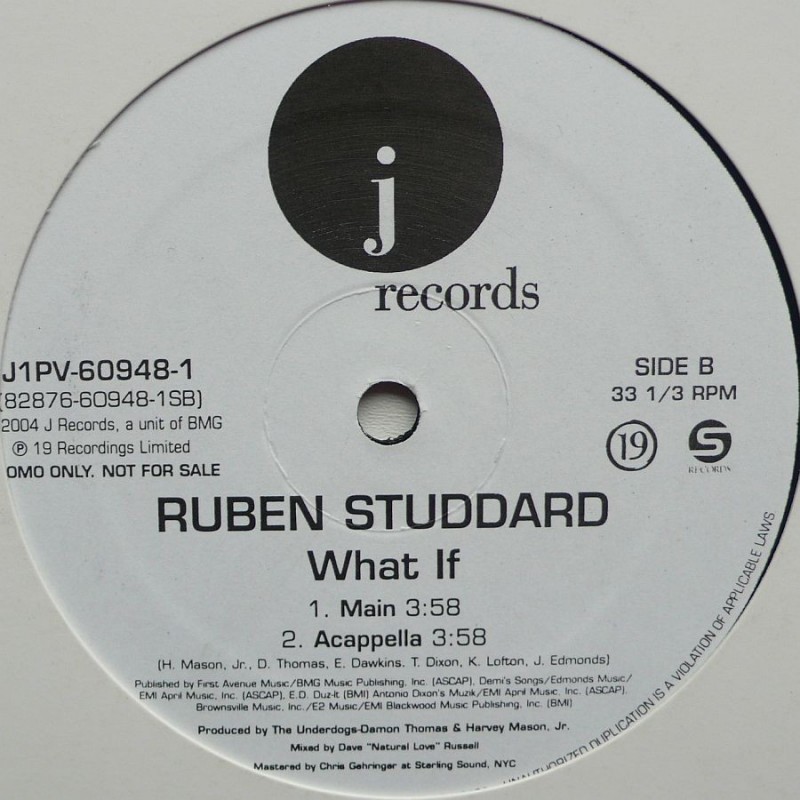 j
records
J1PV-60948-1
(82876-60948-1SB)
2004 J Records, a unit of BMG
℗ 19 Recordings Limited
OMO ONLY. NOT FOR SALE
SIDE B
33 1/3 RPM
19
S
RECORDS
RUBEN STUDDARD
What If
1. Main 3:58
2. Acappella 3:58
(H. Mason, Jr., D. Thomas, E. Dawkins. T. Dixon, K. Lofton, J. Edmonds)
Published by First Avenue Music/BMG Music Publishing, Inc. (ASCAP), Demi's Songs/Edmonds Music/
EMI April Music, Inc. (ASCAP), E.D. Duz-It (BMI) Antonio Dixon's Muzik/EMI April Music, Inc. (ASCAP),
Brownsville Music, Inc./E2 Music/EMI Blackwood Music Publishing, Inc. (BMI)
Produced by The Underdogs-Damon Thomas & Harvey Mason, Jr.
Mixed by Dave "Natural Love" Russell
Mastered by Chris Gehringer at Sterling Sound, NYC
UNAUTHORIZED DUPLICATION IS A VIOLATION OF APPLICABLE LAWS